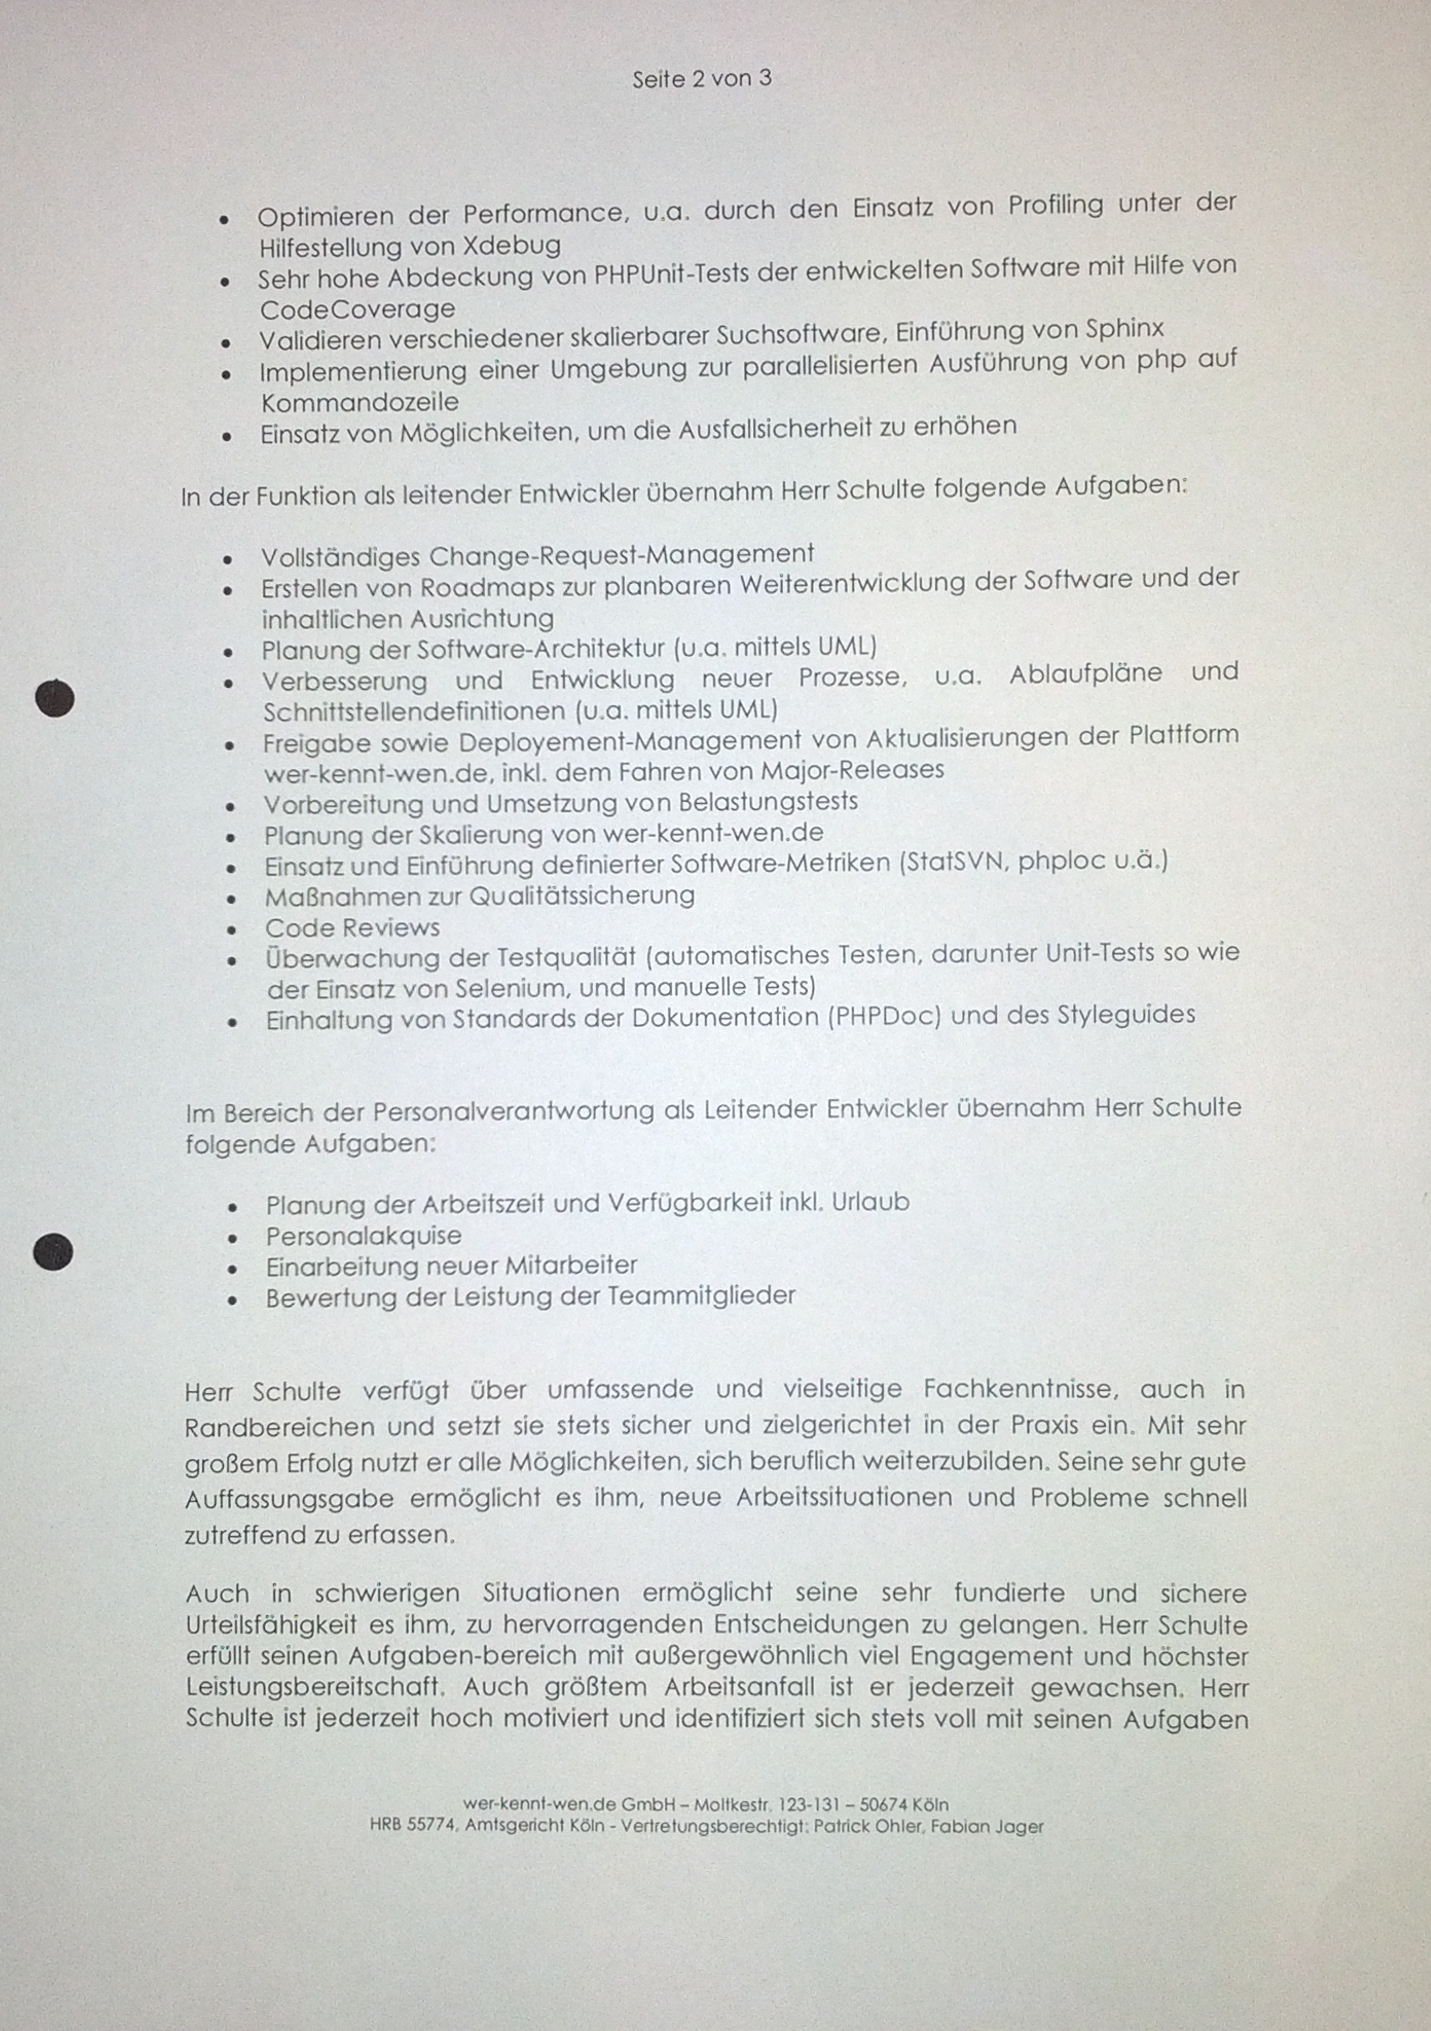 Seite 2 von 3
• Optimieren der Performance, u.a. durch den Einsatz von Profiling unter der
Hilfestellung von Xdebug
• Sehr hohe Abdeckung von PHPUnit-Tests der entwickelten Software mit Hilfe von
CodeCoverage
• Validieren verschiedener skalierbarer Suchsoftware, Einführung von Sphinx
• Implementierung einer Umgebung zur parallelisierten Ausführung von php auf
Kommandozeile
• Einsatz von Möglichkeiten, um die Ausfallsicherheit zu erhöhen
In der Funktion als leitender Entwickler übernahm Herr Schulte folgende Aufgaben:
• Vollständiges Change-Request-Management
• Erstellen von Roadmaps zur planbaren Weiterentwicklung der Software und der
inhaltlichen Ausrichtung
• Planung der Software-Architektur (u.a. mittels UML)
• Verbesserung und Entwicklung neuer Prozesse, u.a. Ablaufpläne und
Schnittstellendefinitionen (u.a. mittels UML)
• Freigabe sowie Deployement-Management von Aktualisierungen der Plattform
wer-kennt-wen.de, inkl. dem Fahren von Major-Releases
• Vorbereitung und Umsetzung von Belastungstests
• Planung der Skalierung von wer-kennt-wen.de
• Einsatz und Einführung definierter Software-Metriken (StatSVN, phploc u.ä.)
• Maßnahmen zur Qualitätssicherung
• Code Reviews
• Überwachung der Testqualität (automatisches Testen, darunter Unit-Tests so wie
der Einsatz von Selenium, und manuelle Tests)
• Einhaltung von Standards der Dokumentation (PHPDoc) und des Styleguides
Im Bereich der Personalverantwortung als Leitender Entwickler übernahm Herr Schulte
folgende Aufgaben:
• Planung der Arbeitszeit und Verfügbarkeit inkl. Urlaub
• Personalakquise
• Einarbeitung neuer Mitarbeiter
• Bewertung der Leistung der Teammitglieder
Herr Schulte verfügt über umfassende und vielseitige Fachkenntnisse, auch in
Randbereichen und setzt sie stets sicher und zielgerichtet in der Praxis ein. Mit sehr
großem Erfolg nutzt er alle Möglichkeiten, sich beruflich weiterzubilden. Seine sehr gute
Auffassungsgabe ermöglicht es ihm, neue Arbeitssituationen und Probleme schnell
zutreffend zu erfassen.
Auch in schwierigen Situationen ermöglicht seine sehr fundierte und sichere
Urteilsfähigkeit es ihm, zu hervorragenden Entscheidungen zu gelangen. Herr Schulte
erfüllt seinen Aufgaben-bereich mit außergewöhnlich viel Engagement und höchster
Leistungsbereitschaft. Auch größtem Arbeitsanfall ist er jederzeit gewachsen. Herr
Schulte ist jederzeit hoch motiviert und identifiziert sich stets voll mit seinen Aufgaben
wer-kennt-wen.de GmbH – Moltkestr. 123-131 – 50674 Köln
HRB 55774, Amtsgericht Köln - Vertretungsberechtigt: Patrick Ohler, Fabian Jager